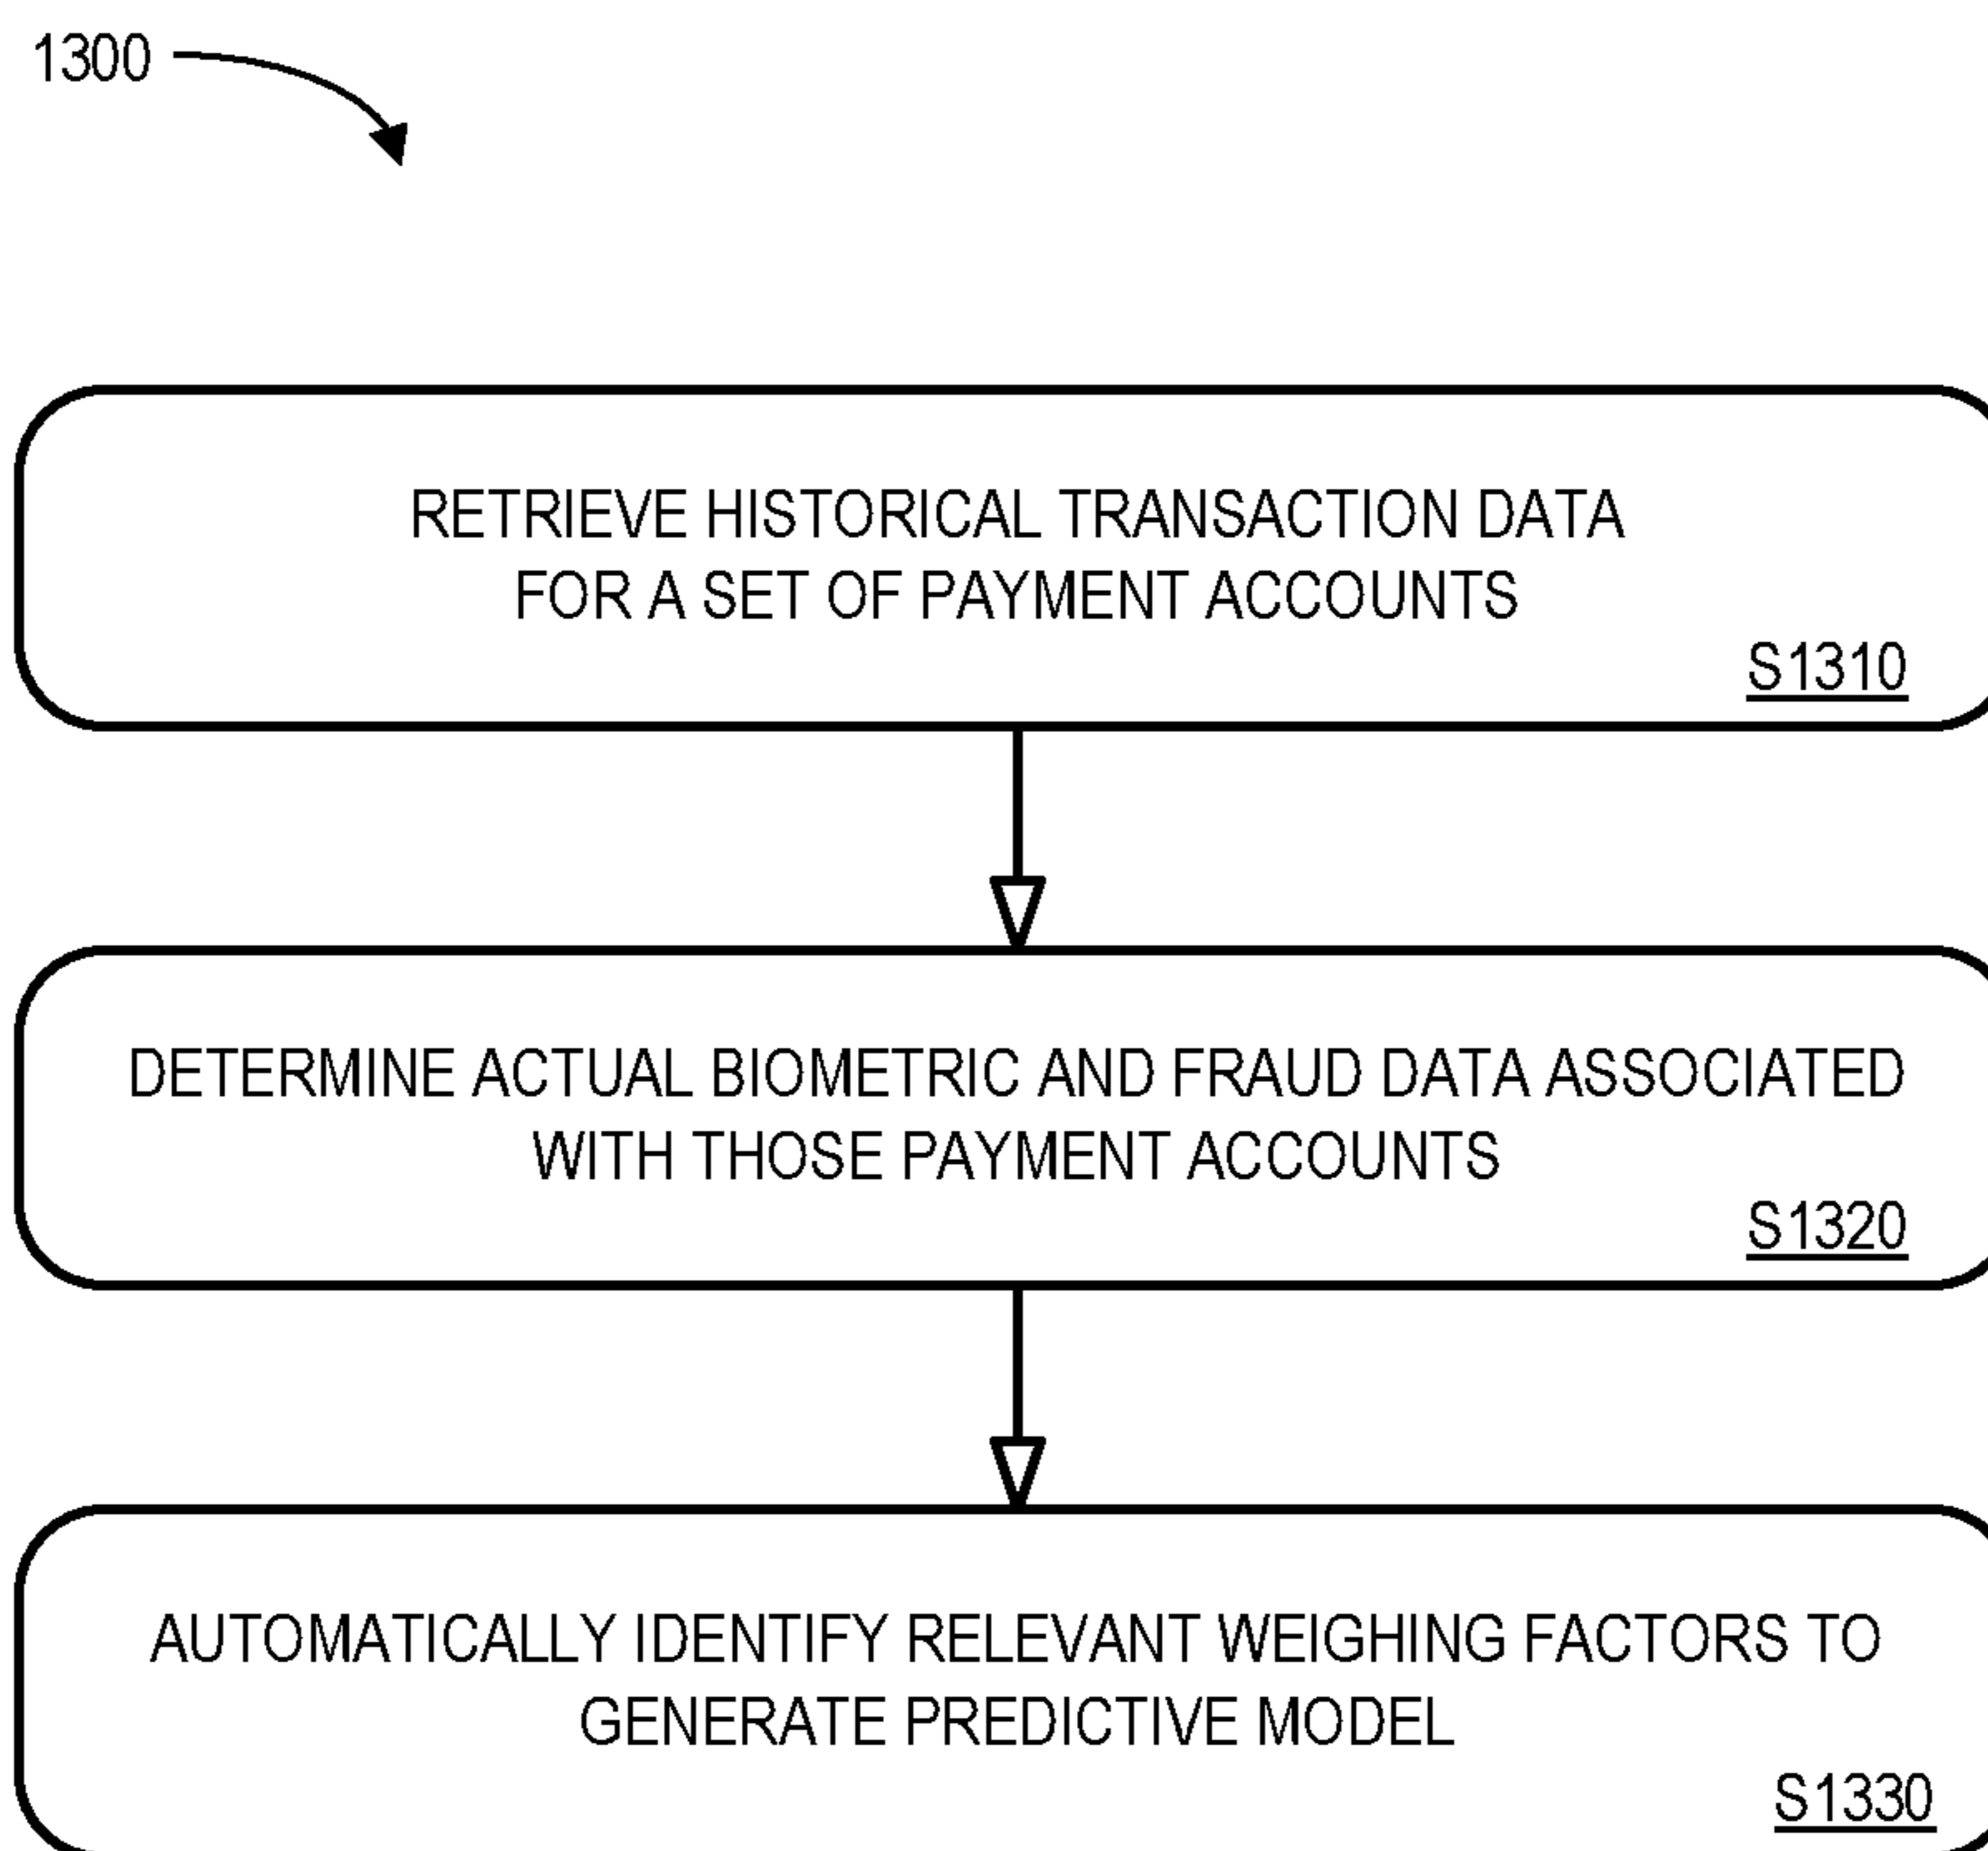 1300
RETRIEVE HISTORICAL TRANSACTION DATA
FOR A SET OF PAYMENT ACCOUNTS
S1310
DETERMINE ACTUAL BIOMETRIC AND FRAUD DATA ASSOCIATED
WITH THOSE PAYMENT ACCOUNTS
S1320
AUTOMATICALLY IDENTIFY RELEVANT WEIGHING FACTORS TO
GENERATE PREDICTIVE MODEL
S1330